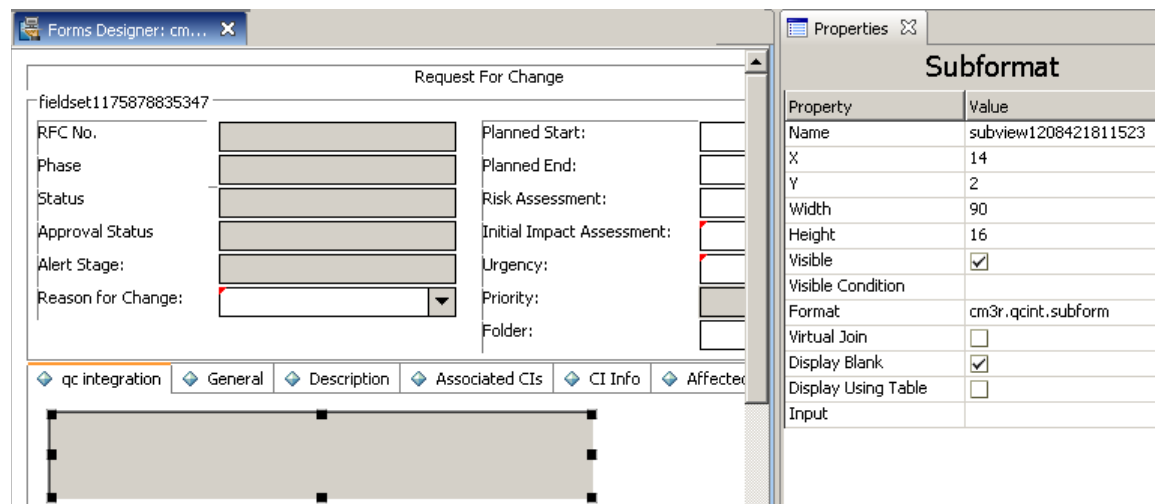 Forms Designer: cm...
Request For Change
fieldset1175878835347
RFC No.
Phase
Status
Approval Status
Alert Stage:
Reason for Change:
Planned Start:
Planned End:
Risk Assessment:
Initial Impact Assessment:
Urgency:
Priority:
Folder:
qc integration General Description Associated CIs CI Info Affected
Properties
Subformat
Property Value
Name subview1208421811523
X 14
Y 2
Width 90
Height 16
Visible
Visible Condition
Format cm3r.qcint.subform
Virtual Join
Display Blank
Display Using Table
Input